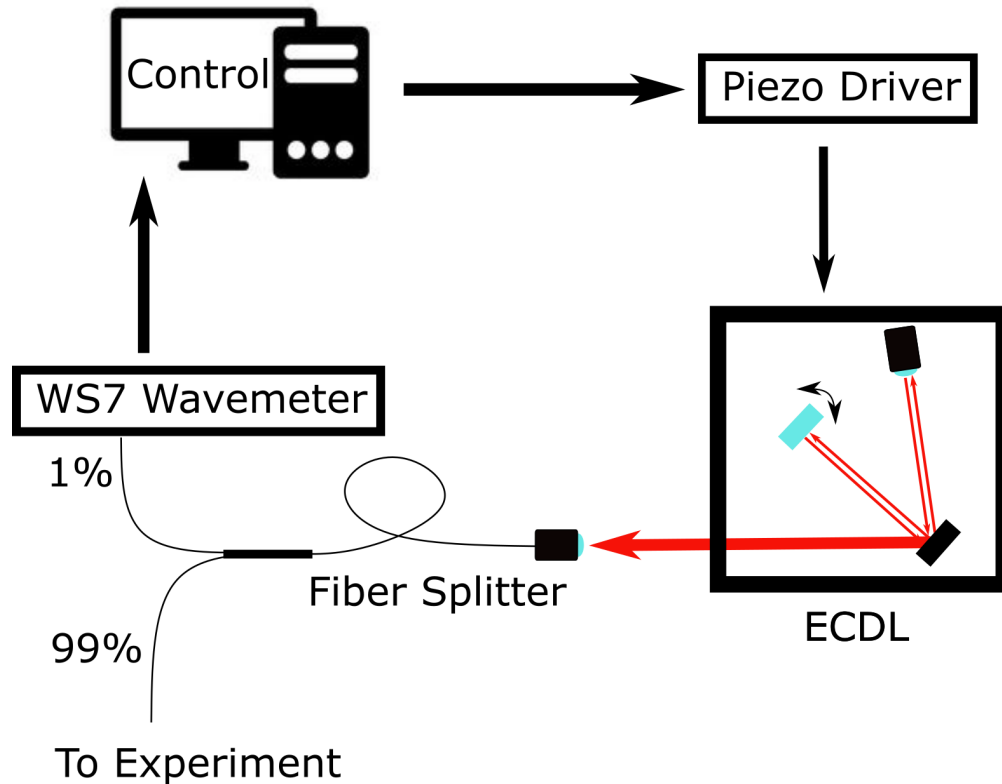 Control
Piezo Driver
WS7 Wavemeter
1%
Fiber Splitter
ECDL
99%
To Experiment